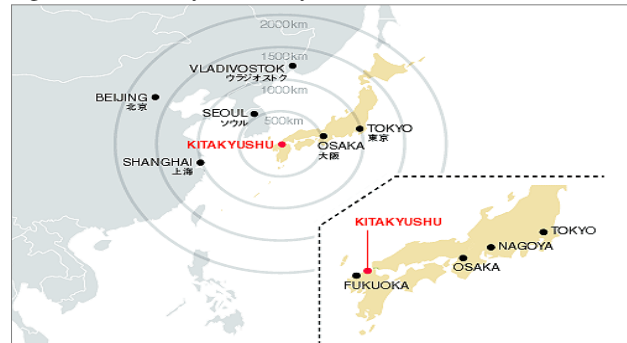 2000km
1500km
VLADIVOSTOK
ウラジオストク
1000km
BEIJING
北京
SEOUL
ソウル
500km
TOKYO
東京
KITAKYUSHU
OSAKA
大阪
SHANGHAI
上海
KITAKYUSHU
TOKYO
NAGOYA
OSAKA
FUKUOKA